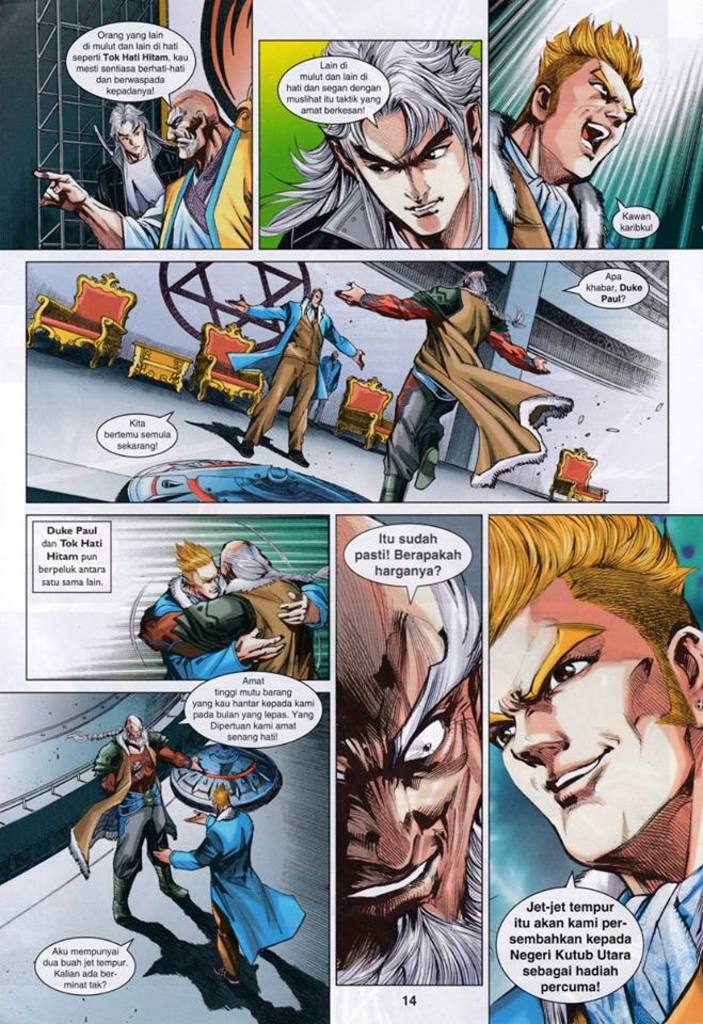 Orang yang lain
di mulut dan lain di hati
seperti Tok Hati Hitam, kau
mesti sentiasa berhati-hati
dan berwaspada
kepadanya!
Lain di
mulut dan lain di
hati dan segan dengan
muslihat itu taktik yang
amat berkesan!
Kawan
karibku!
Apa
khabar, Duke
Paul?
Kita
bertemu semula
sekarang!
Duke Paul
dan Tok Hati
Hitam pun
berpeluk antara
satu sama lain.
Amat
tinggi mutu barang
yang kau hantar kepada kami
pada bulan yang lepas. Yang
Dipertuan kami amat
senang hati!
Aku mempunyai
dua buah jet tempur.
Kalian ada ber-
minat tak?
Itu sudah
pasti! Berapakah
harganya?
Jet-jet tempur
itu akan kami per-
sembahkan kepada
Negeri Kutub Utara
sebagai hadiah
percuma!
14